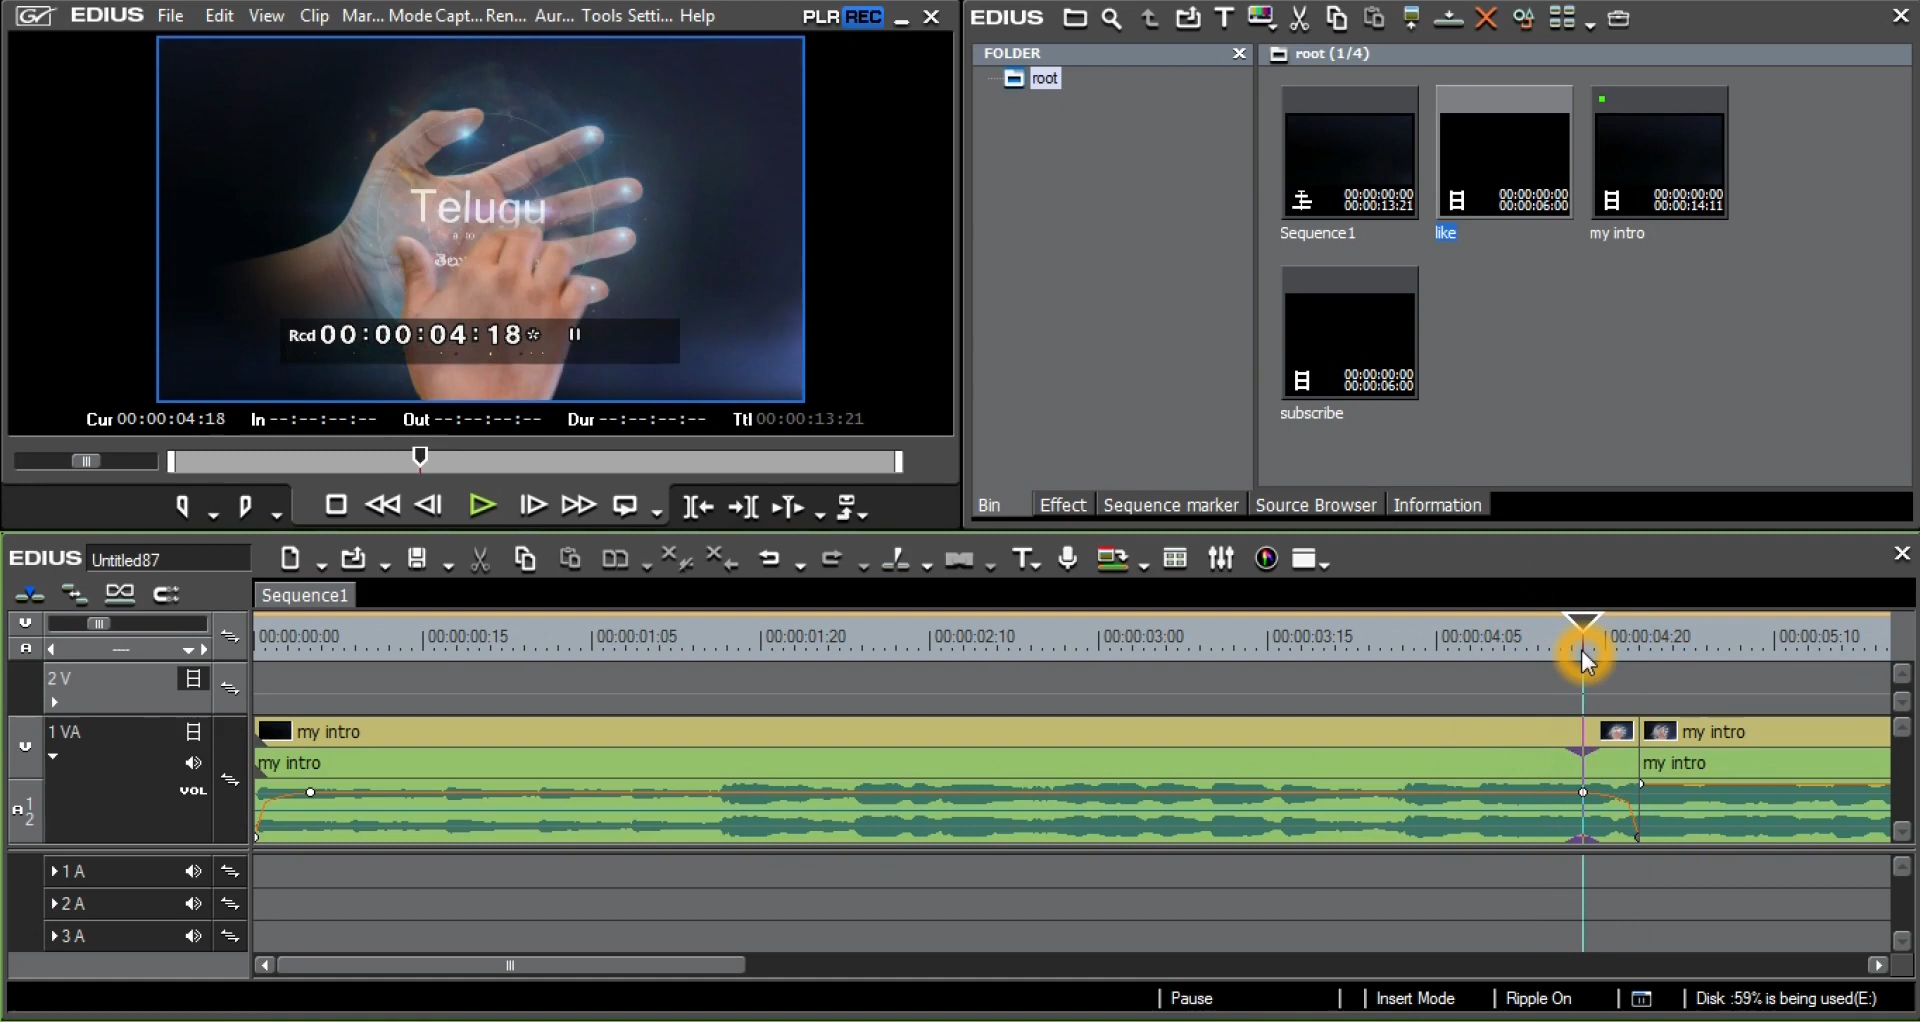 EDIUS File Edit View Clip Mar... Mode Capt... Ren... Aur... Tools Setti... Help PLR REC
Telugu
Rcd 00:00:04:18
Cur 00:00:04:18 In --:--:--:-- Out --:--:--:-- Dur --:--:--:-- Ttl 00:00:13:21
EDIUS
FOLDER
root
root (1/4)
00:00:00:00
00:00:13:21
Sequence1
00:00:00:00
00:00:06:00
like
00:00:00:00
00:00:14:11
my intro
00:00:00:00
00:00:06:00
subscribe
Bin Effect Sequence marker Source Browser Information
EDIUS Untitled87
Sequence1
00:00:00:00 00:00:00:15 00:00:01:05 00:00:01:20 00:00:02:10 00:00:03:00 00:00:03:15 00:00:04:05 00:00:04:20 00:00:05:10
A
2 V
1 VA
my intro
my intro
my intro
my intro
VOL
A 1 2
1 A
2 A
3 A
Pause Insert Mode Ripple On Disk :59% is being used(E:)